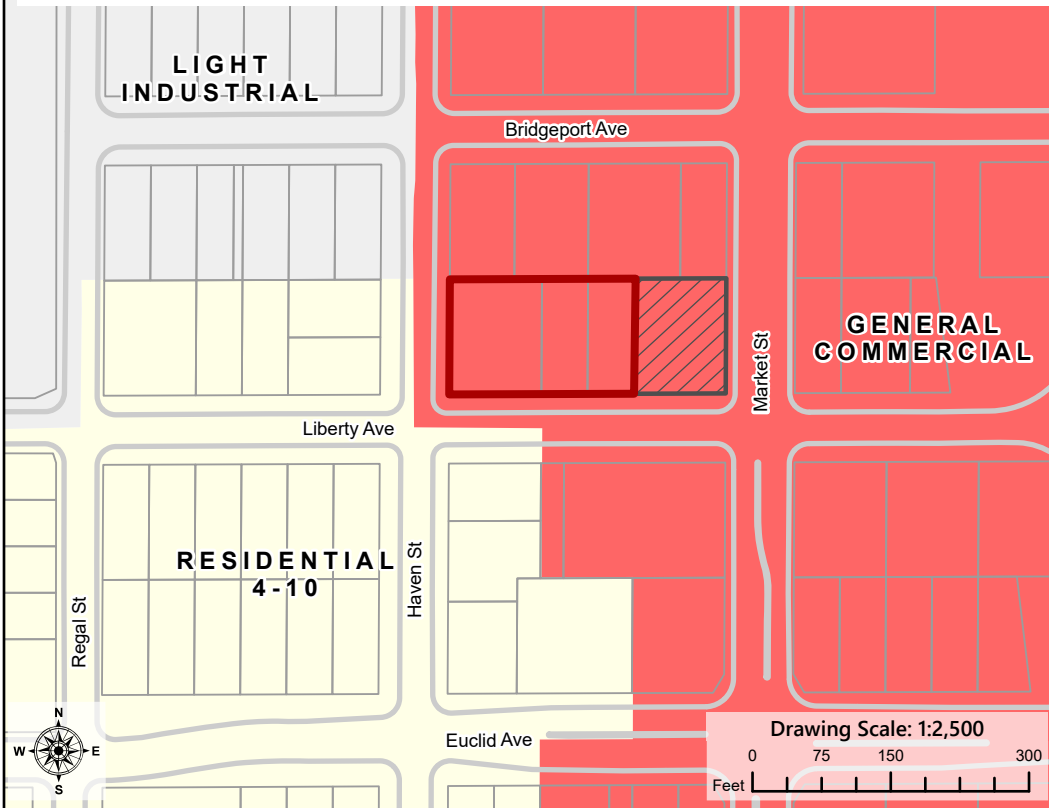 LIGHT
INDUSTRIAL
Bridgeport Ave
GENERAL
COMMERCIAL
Market St
Liberty Ave
RESIDENTIAL
4-10
Haven St
Regal St
Euclid Ave
N
W E
S
Drawing Scale: 1:2,500
0 75 150 300
Feet